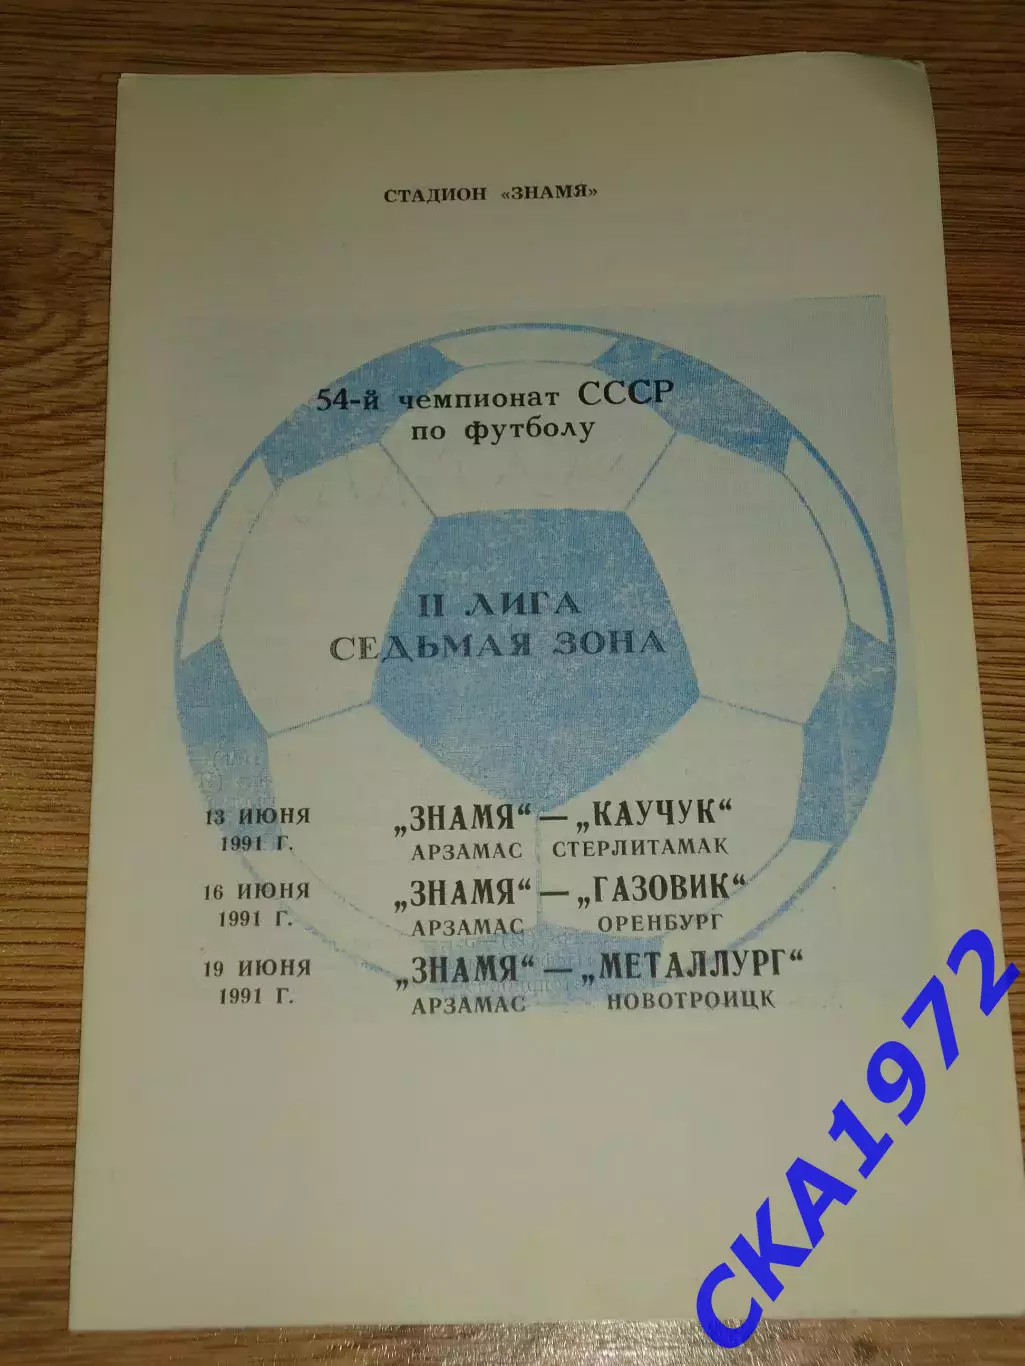 СТАДИОН «ЗНАМЯ»
54-й чемпионат СССР
по футболу
II ЛИГА
СЕДЬМАЯ ЗОНА
13 ИЮНЯ 1991 Г.
„ЗНАМЯ“ — „КАУЧУК“
АРЗАМАС СТЕРЛИТАМАК
16 ИЮНЯ 1991 Г.
„ЗНАМЯ“ — „ГАЗОВИК“
АРЗАМАС ОРЕНБУРГ
19 ИЮНЯ 1991 Г.
„ЗНАМЯ“ — „МЕТАЛЛУРГ“
АРЗАМАС НОВОТРОИЦК
СКА1972